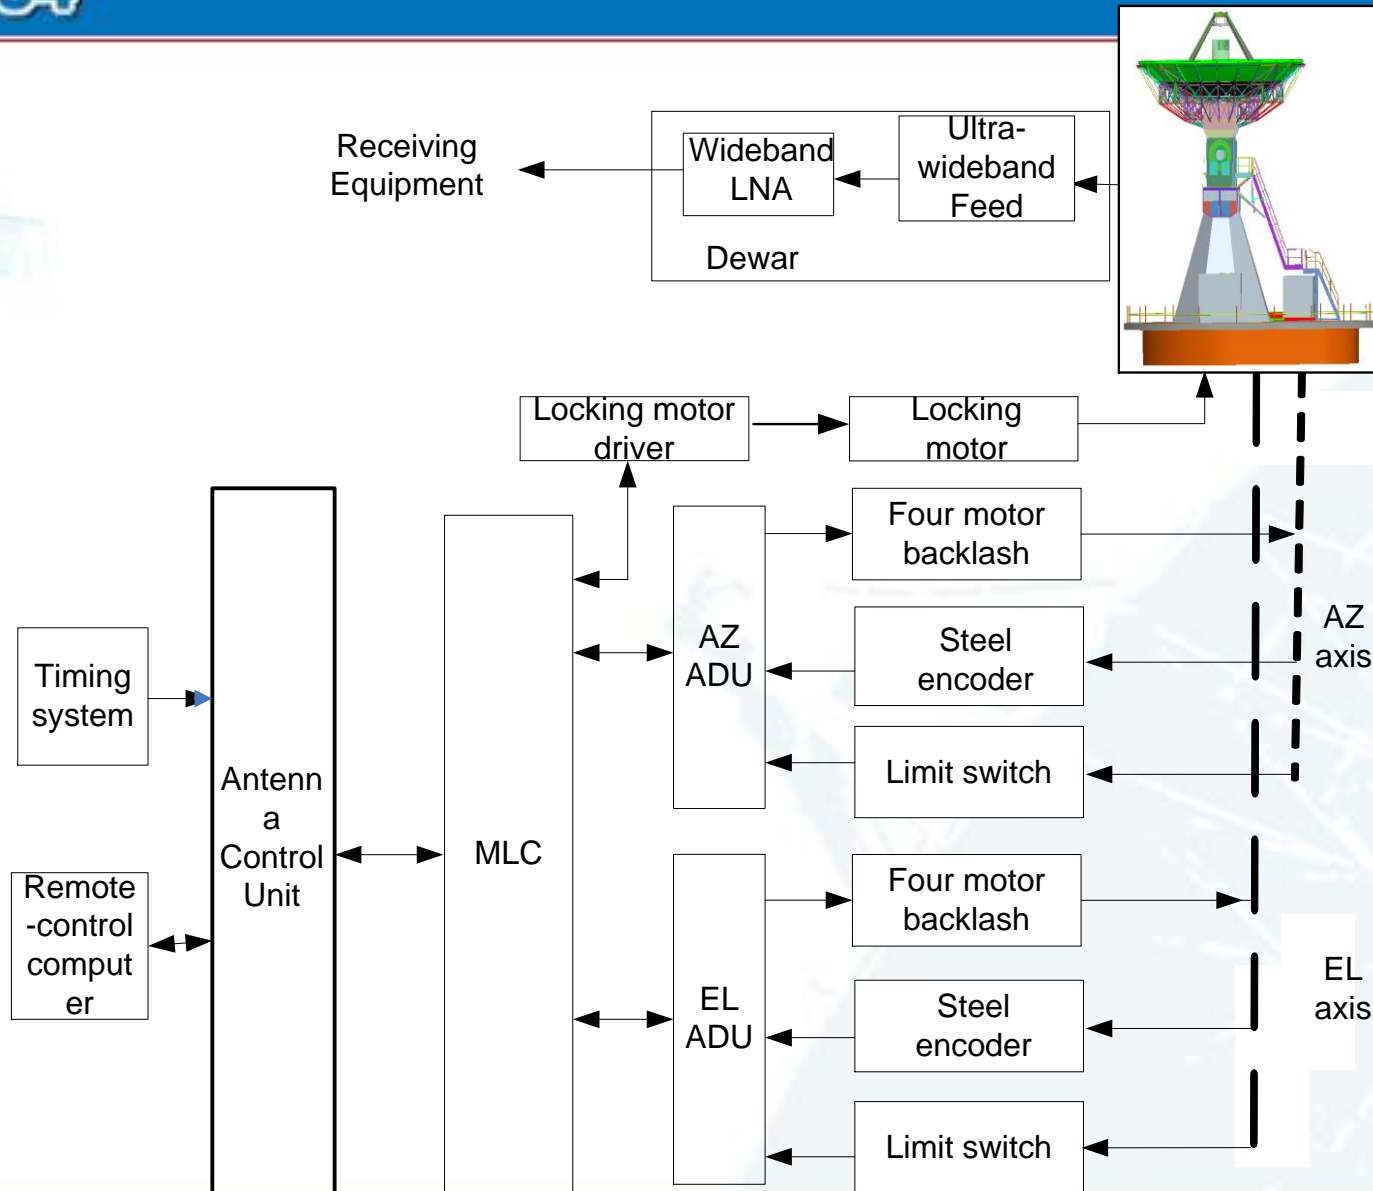 Receiving
Equipment
Wideband
LNA
Ultra-
wideband
Feed
Dewar
Locking motor
driver
Locking
motor
Four motor
backlash
AZ
ADU
Steel
encoder
AZ
axis
Limit switch
Timing
system
Antenn
a
Control
Unit
MLC
Remote
-control
comput
er
Four motor
backlash
EL
ADU
Steel
encoder
EL
axis
Limit switch